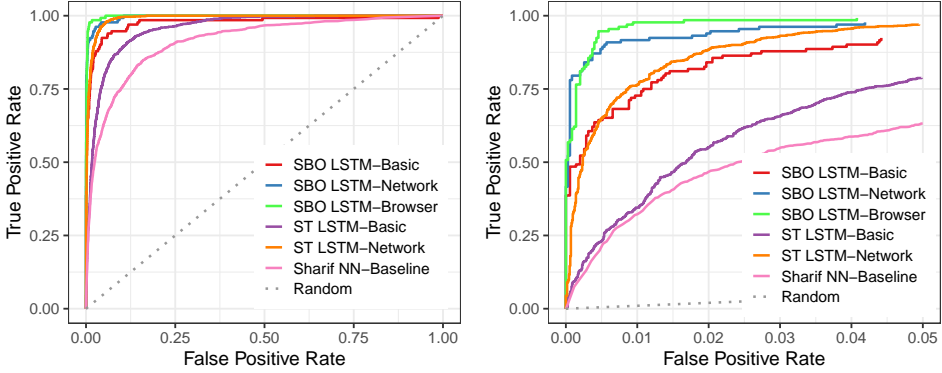 True Positive Rate
1.00
0.75
0.50
0.25
0.00
SBO LSTM−Basic
SBO LSTM−Network
SBO LSTM−Browser
ST LSTM−Basic
ST LSTM−Network
Sharif NN−Baseline
Random
0.00 0.25 0.50 0.75 1.00
False Positive Rate
True Positive Rate
1.00
0.75
0.50
0.25
0.00
SBO LSTM−Basic
SBO LSTM−Network
SBO LSTM−Browser
ST LSTM−Basic
ST LSTM−Network
Sharif NN−Baseline
Random
0.00 0.01 0.02 0.03 0.04 0.05
False Positive Rate